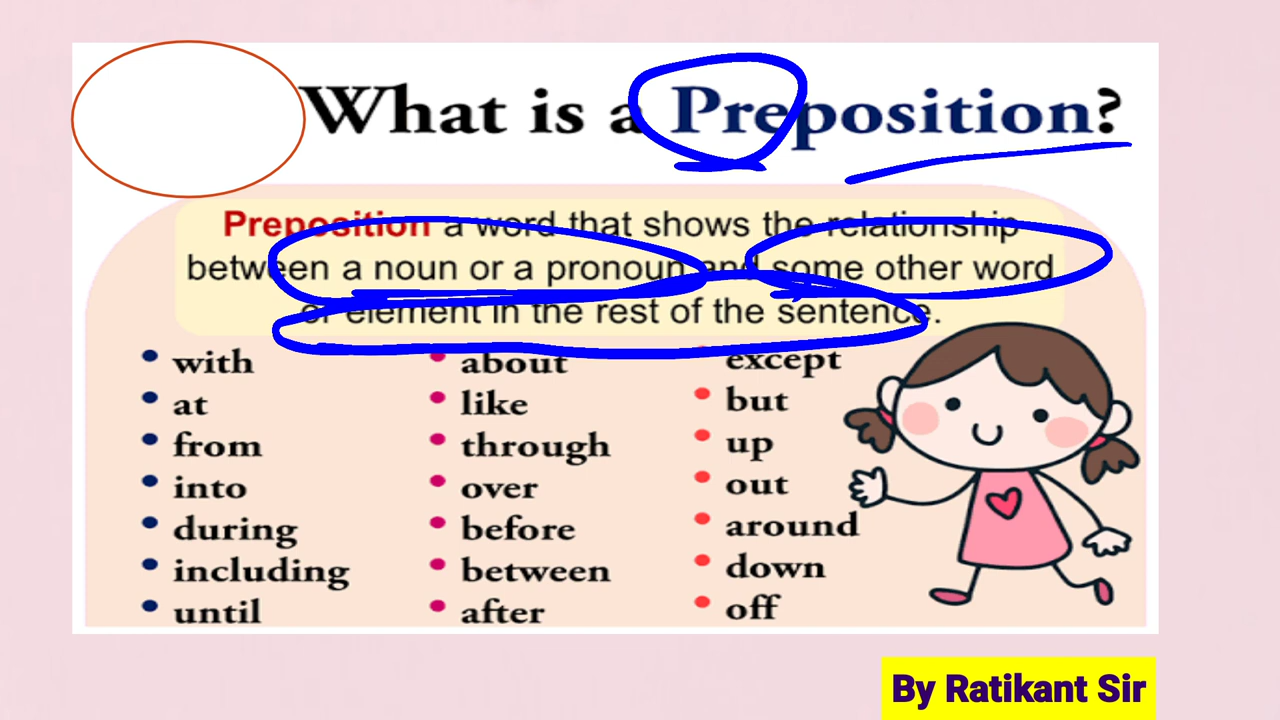 What is a Preposition?
Preposition a word that shows the relationship
between a noun or a pronoun and some other word
or element in the rest of the sentence.
• with
• at
• from
• into
• during
• including
• until
• about
• like
• through
• over
• before
• between
• after
• except
• but
• up
• out
• around
• down
• off
By Ratikant Sir